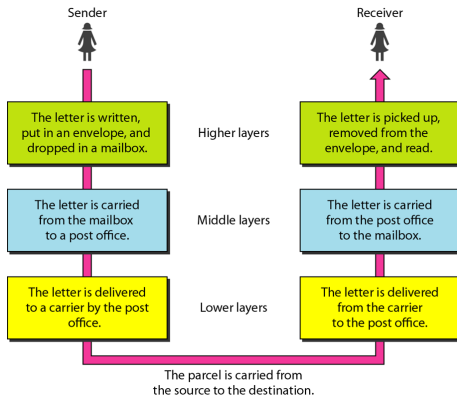 Sender
Receiver
The letter is written,
put in an envelope, and
dropped in a mailbox.
Higher layers
The letter is picked up,
removed from the
envelope, and read.
The letter is carried
from the mailbox
to a post office.
Middle layers
The letter is carried
from the post office
to the mailbox.
The letter is delivered
to a carrier by the post
office.
Lower layers
The letter is delivered
from the carrier
to the post office.
The parcel is carried from
the source to the destination.